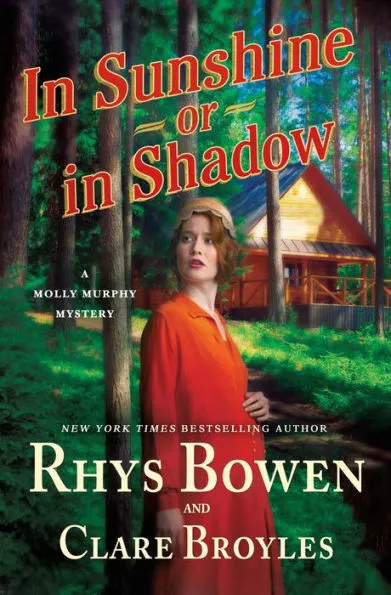 In Sunshine
or
in Shadow
A
MOLLY MURPHY
MYSTERY
NEW YORK TIMES BESTSELLING AUTHOR
RHYS BOWEN
AND
CLARE BROYLES